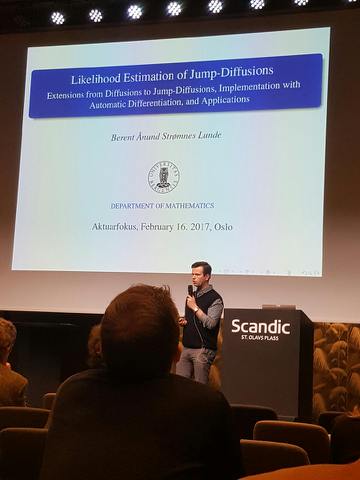 Likelihood Estimation of Jump-Diffusions
Extensions from Diffusions to Jump-Diffusions, Implementation with
Automatic Differentiation, and Applications
Berent Ånund Strømnes Lunde
DEPARTMENT OF MATHEMATICS
Aktuarfokus, February 16. 2017, Oslo
Scandic
ST. OLAVS PLASS